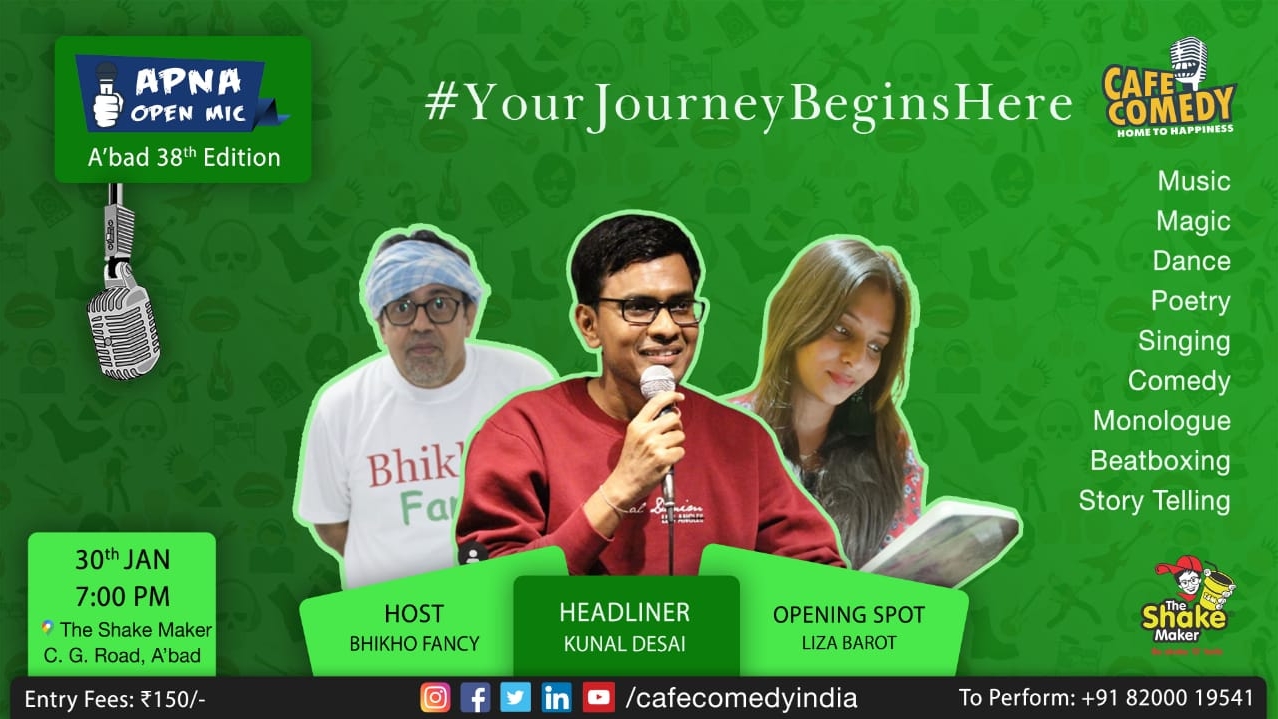 APNA
OPEN MIC
A'bad 38th Edition
#YourJourneyBeginsHere
CAFE
COMEDY
HOME TO HAPPINESS
Music
Magic
Dance
Poetry
Singing
Comedy
Monologue
Beatboxing
Story Telling
Bhikh
Fan
30th JAN
7:00 PM
The Shake Maker
C. G. Road, A'bad
HOST
BHIKHO FANCY
HEADLINER
KUNAL DESAI
OPENING SPOT
LIZA BAROT
The
Shake
Maker
Entry Fees: ₹150/-
/cafecomedyindia
To Perform: +91 82000 19541